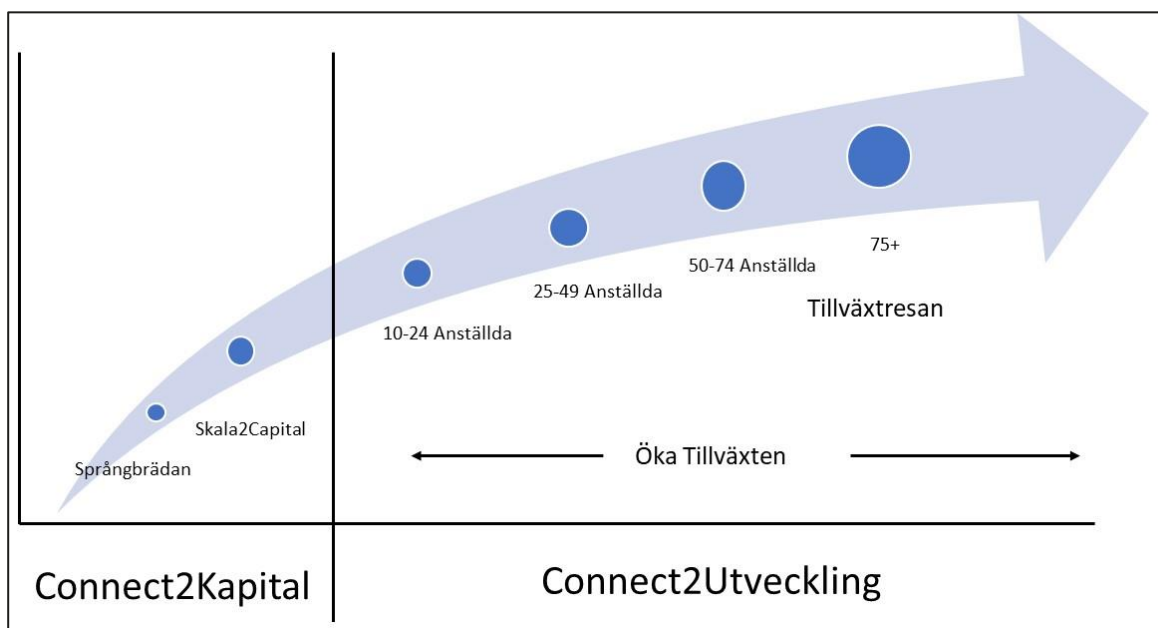 75+
50-74 Anställda
25-49 Anställda
Tillväxtresan
10-24 Anställda
Skala2Capital
Språngbrädan
Öka Tillväxten
Connect2Kapital
Connect2Utveckling